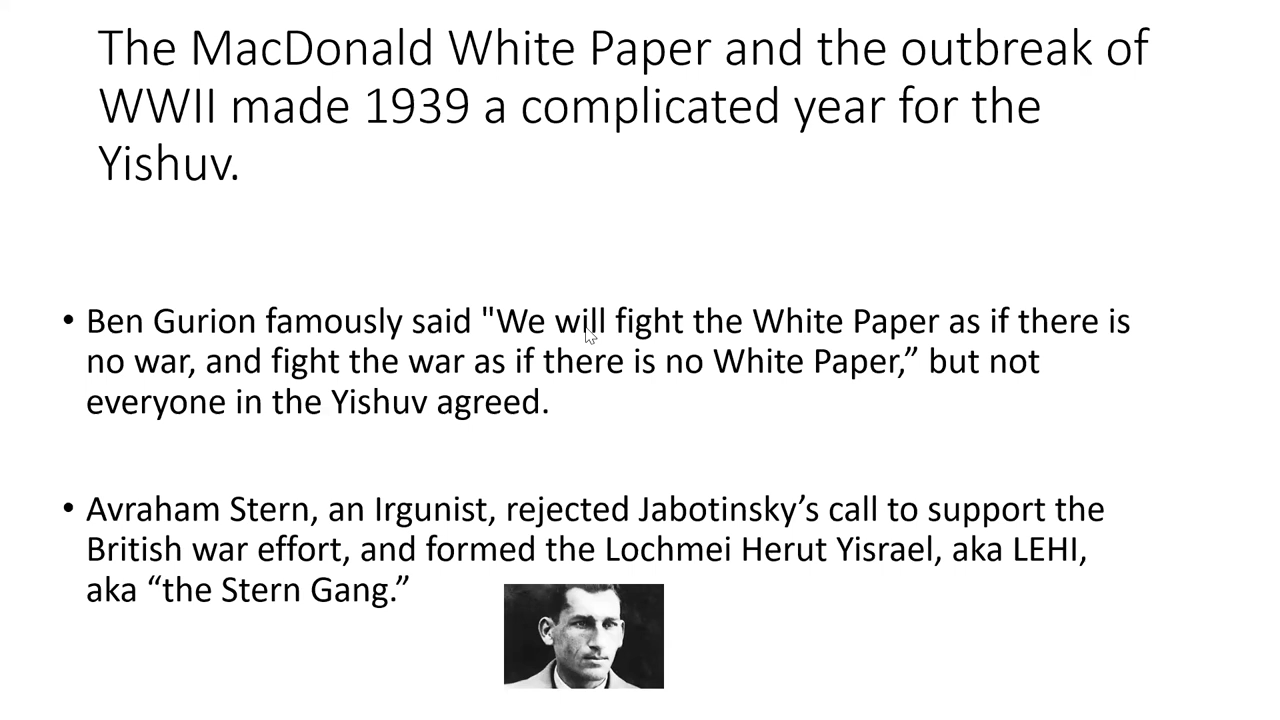 The MacDonald White Paper and the outbreak of
WWII made 1939 a complicated year for the
Yishuv.
• Ben Gurion famously said "We will fight the White Paper as if there is
no war, and fight the war as if there is no White Paper,” but not
everyone in the Yishuv agreed.
• Avraham Stern, an Irgunist, rejected Jabotinsky’s call to support the
British war effort, and formed the Lochmei Herut Yisrael, aka LEHI,
aka “the Stern Gang.”